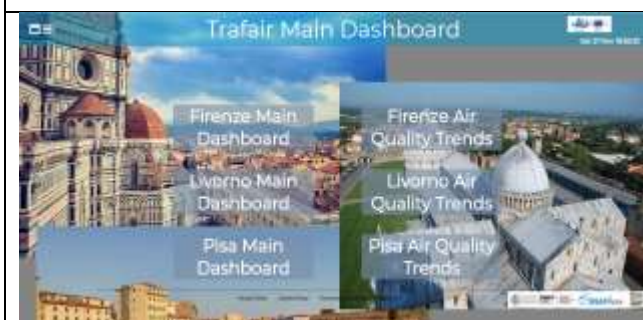 Trafair Main Dashboard
Firenze Main
Dashboard
Firenze Air
Quality Trends
Livorno Main
Dashboard
Livorno Air
Quality Trends
Pisa Main
Dashboard
Pisa Air Quality
Trends